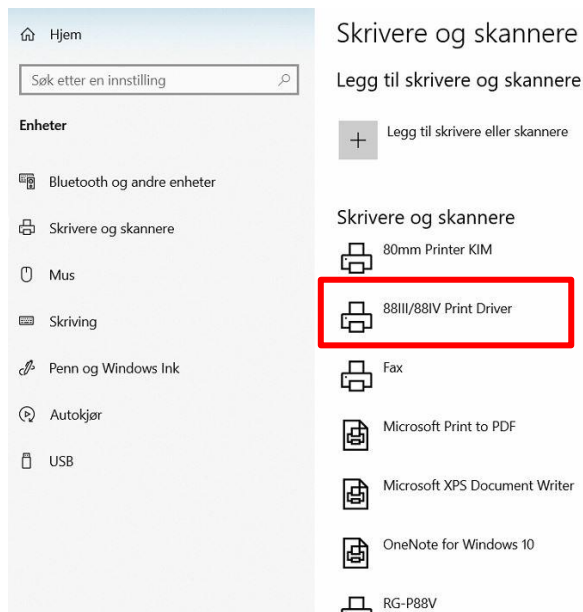 Hjem
Søk etter en innstilling
Enheter
Bluetooth og andre enheter
Skrivere og skannere
Mus
Skriving
Penn og Windows Ink
Autokjør
USB
Skrivere og skannere
Legg til skrivere og skannere
Legg til skrivere eller skannere
Skrivere og skannere
80mm Printer KIM
88III/88IV Print Driver
Fax
Microsoft Print to PDF
Microsoft XPS Document Writer
OneNote for Windows 10
RG-P88V